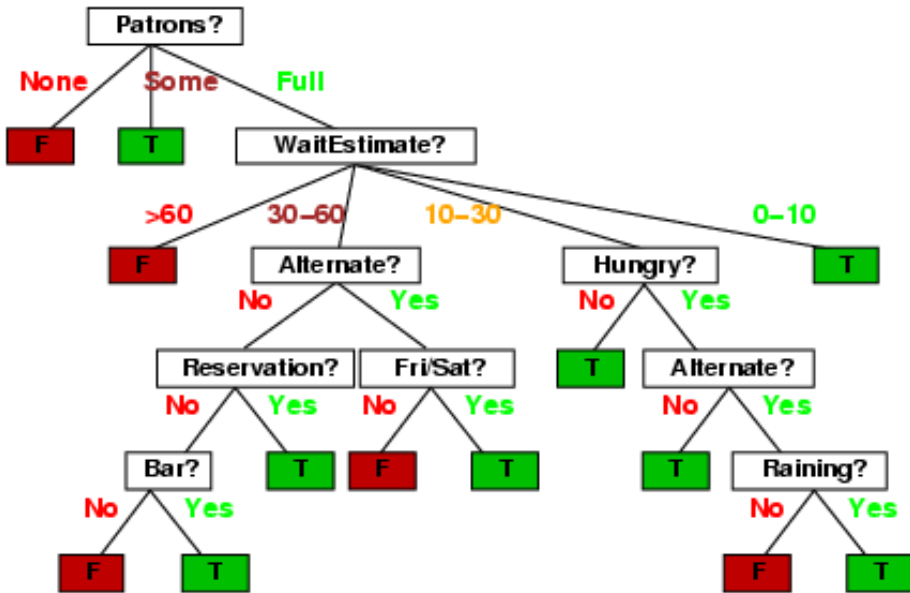 Patrons?
None Some Full
F T WaitEstimate?
>60 30–60 10–30 0–10
F Alternate? Hungry? T
No Yes No Yes
Reservation? Fri/Sat? T Alternate?
No Yes No Yes No Yes
Bar? T F T T Raining?
No Yes No Yes
F T F T